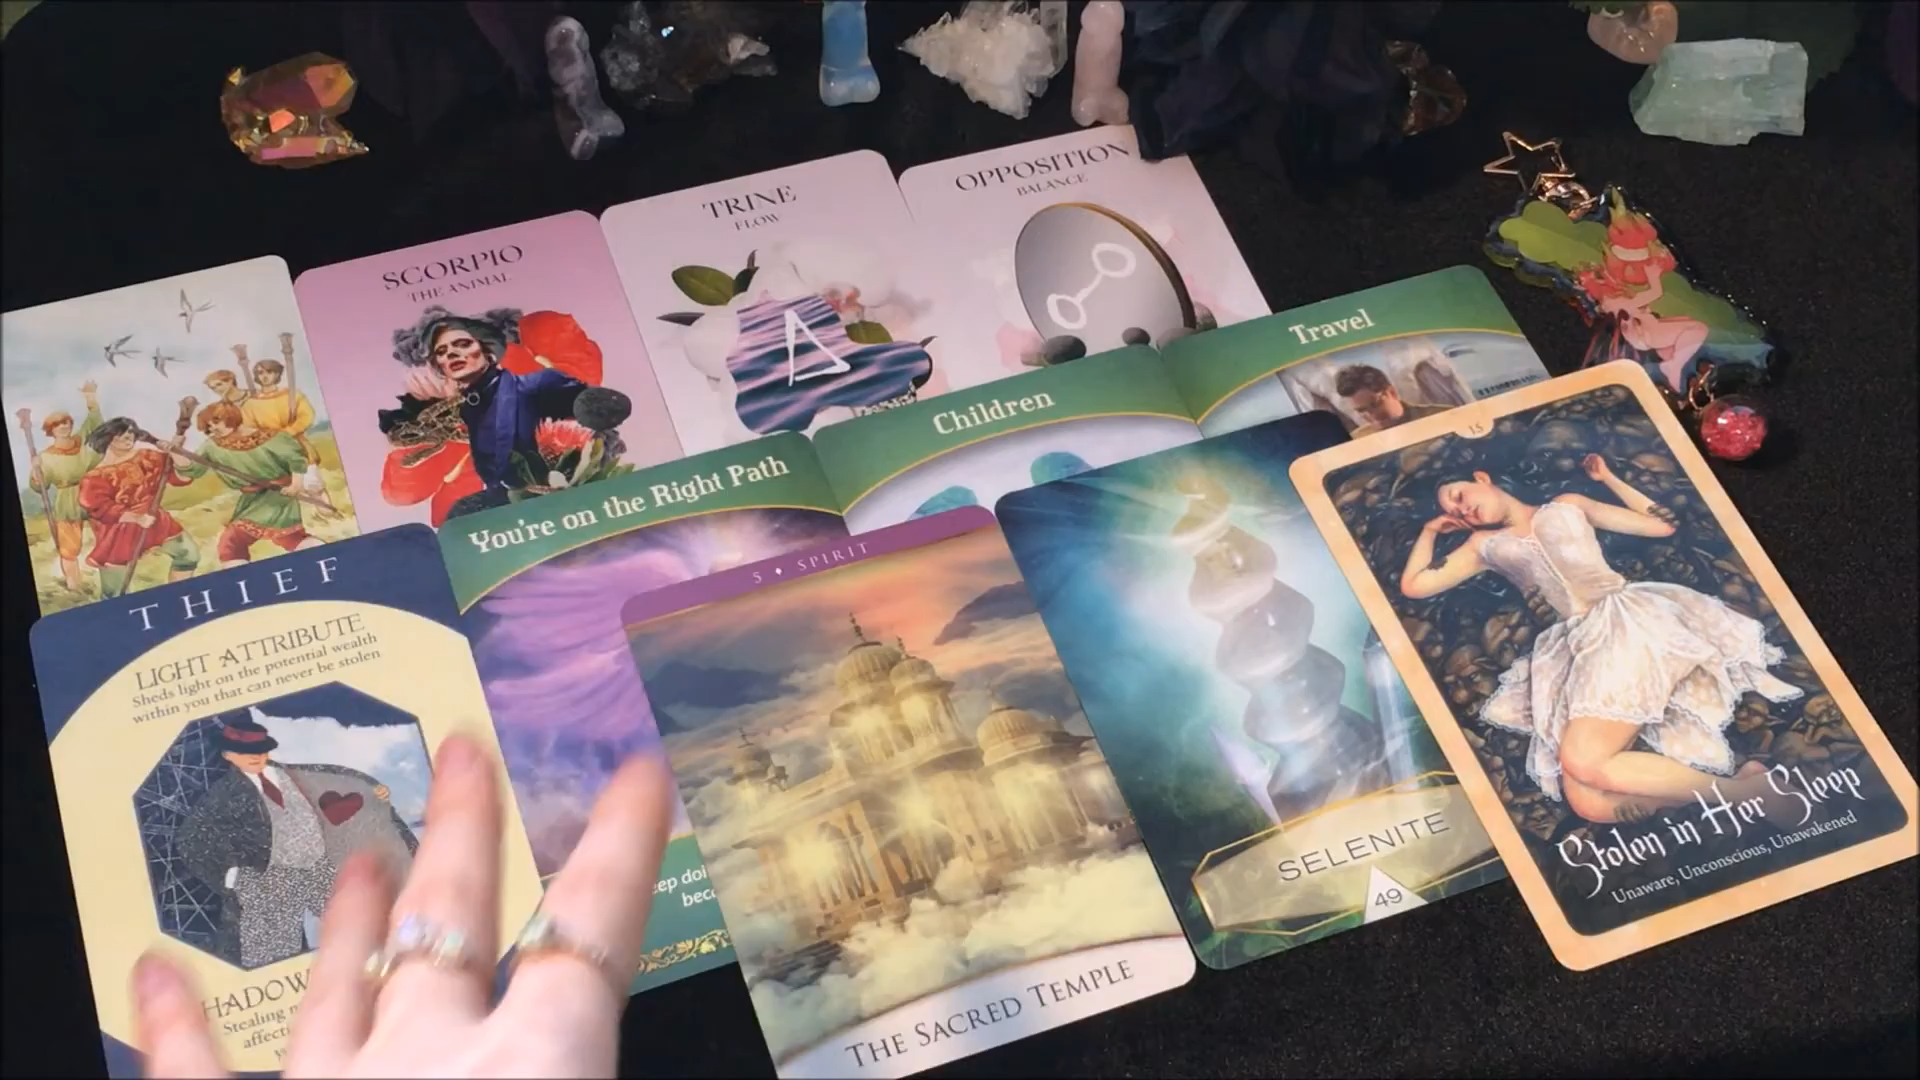 SCORPIO
THE ANIMAL
TRINE
FLOW
OPPOSITION
BALANCE
You're on the Right Path
Children
Travel
THIEF
LIGHT ATTRIBUTE
Sheds light on the potential wealth
within you that can never be stolen
Stealing
5 ♦ SPIRIT
THE SACRED TEMPLE
SELENITE
49
15
Stolen in Her Sleep
Unaware, Unconscious, Unawakened